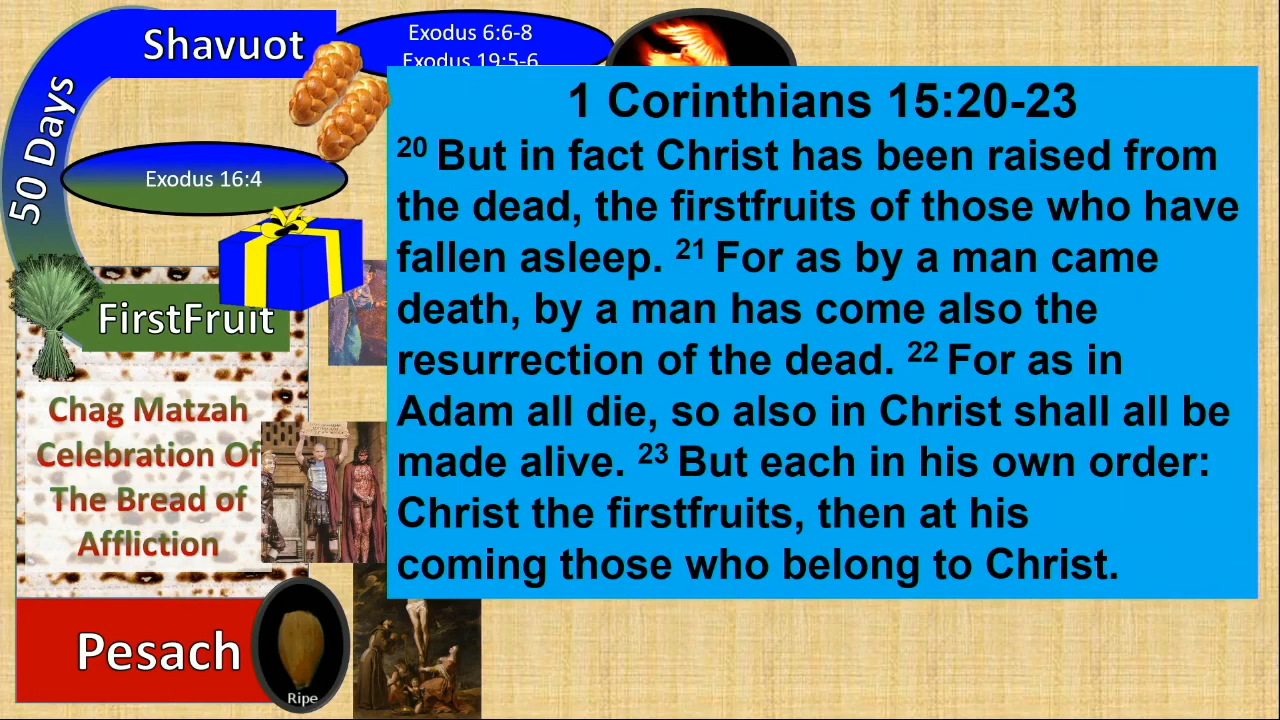 Shavuot
50 Days
Exodus 6:6-8
Exodus 19:5-6
Exodus 16:4
FirstFruit
Chag Matzah
Celebration Of
The Bread of
Affliction
Pesach
Ripe
1 Corinthians 15:20-23
20 But in fact Christ has been raised from
the dead, the firstfruits of those who have
fallen asleep. 21 For as by a man came
death, by a man has come also the
resurrection of the dead. 22 For as in
Adam all die, so also in Christ shall all be
made alive. 23 But each in his own order:
Christ the firstfruits, then at his
coming those who belong to Christ.